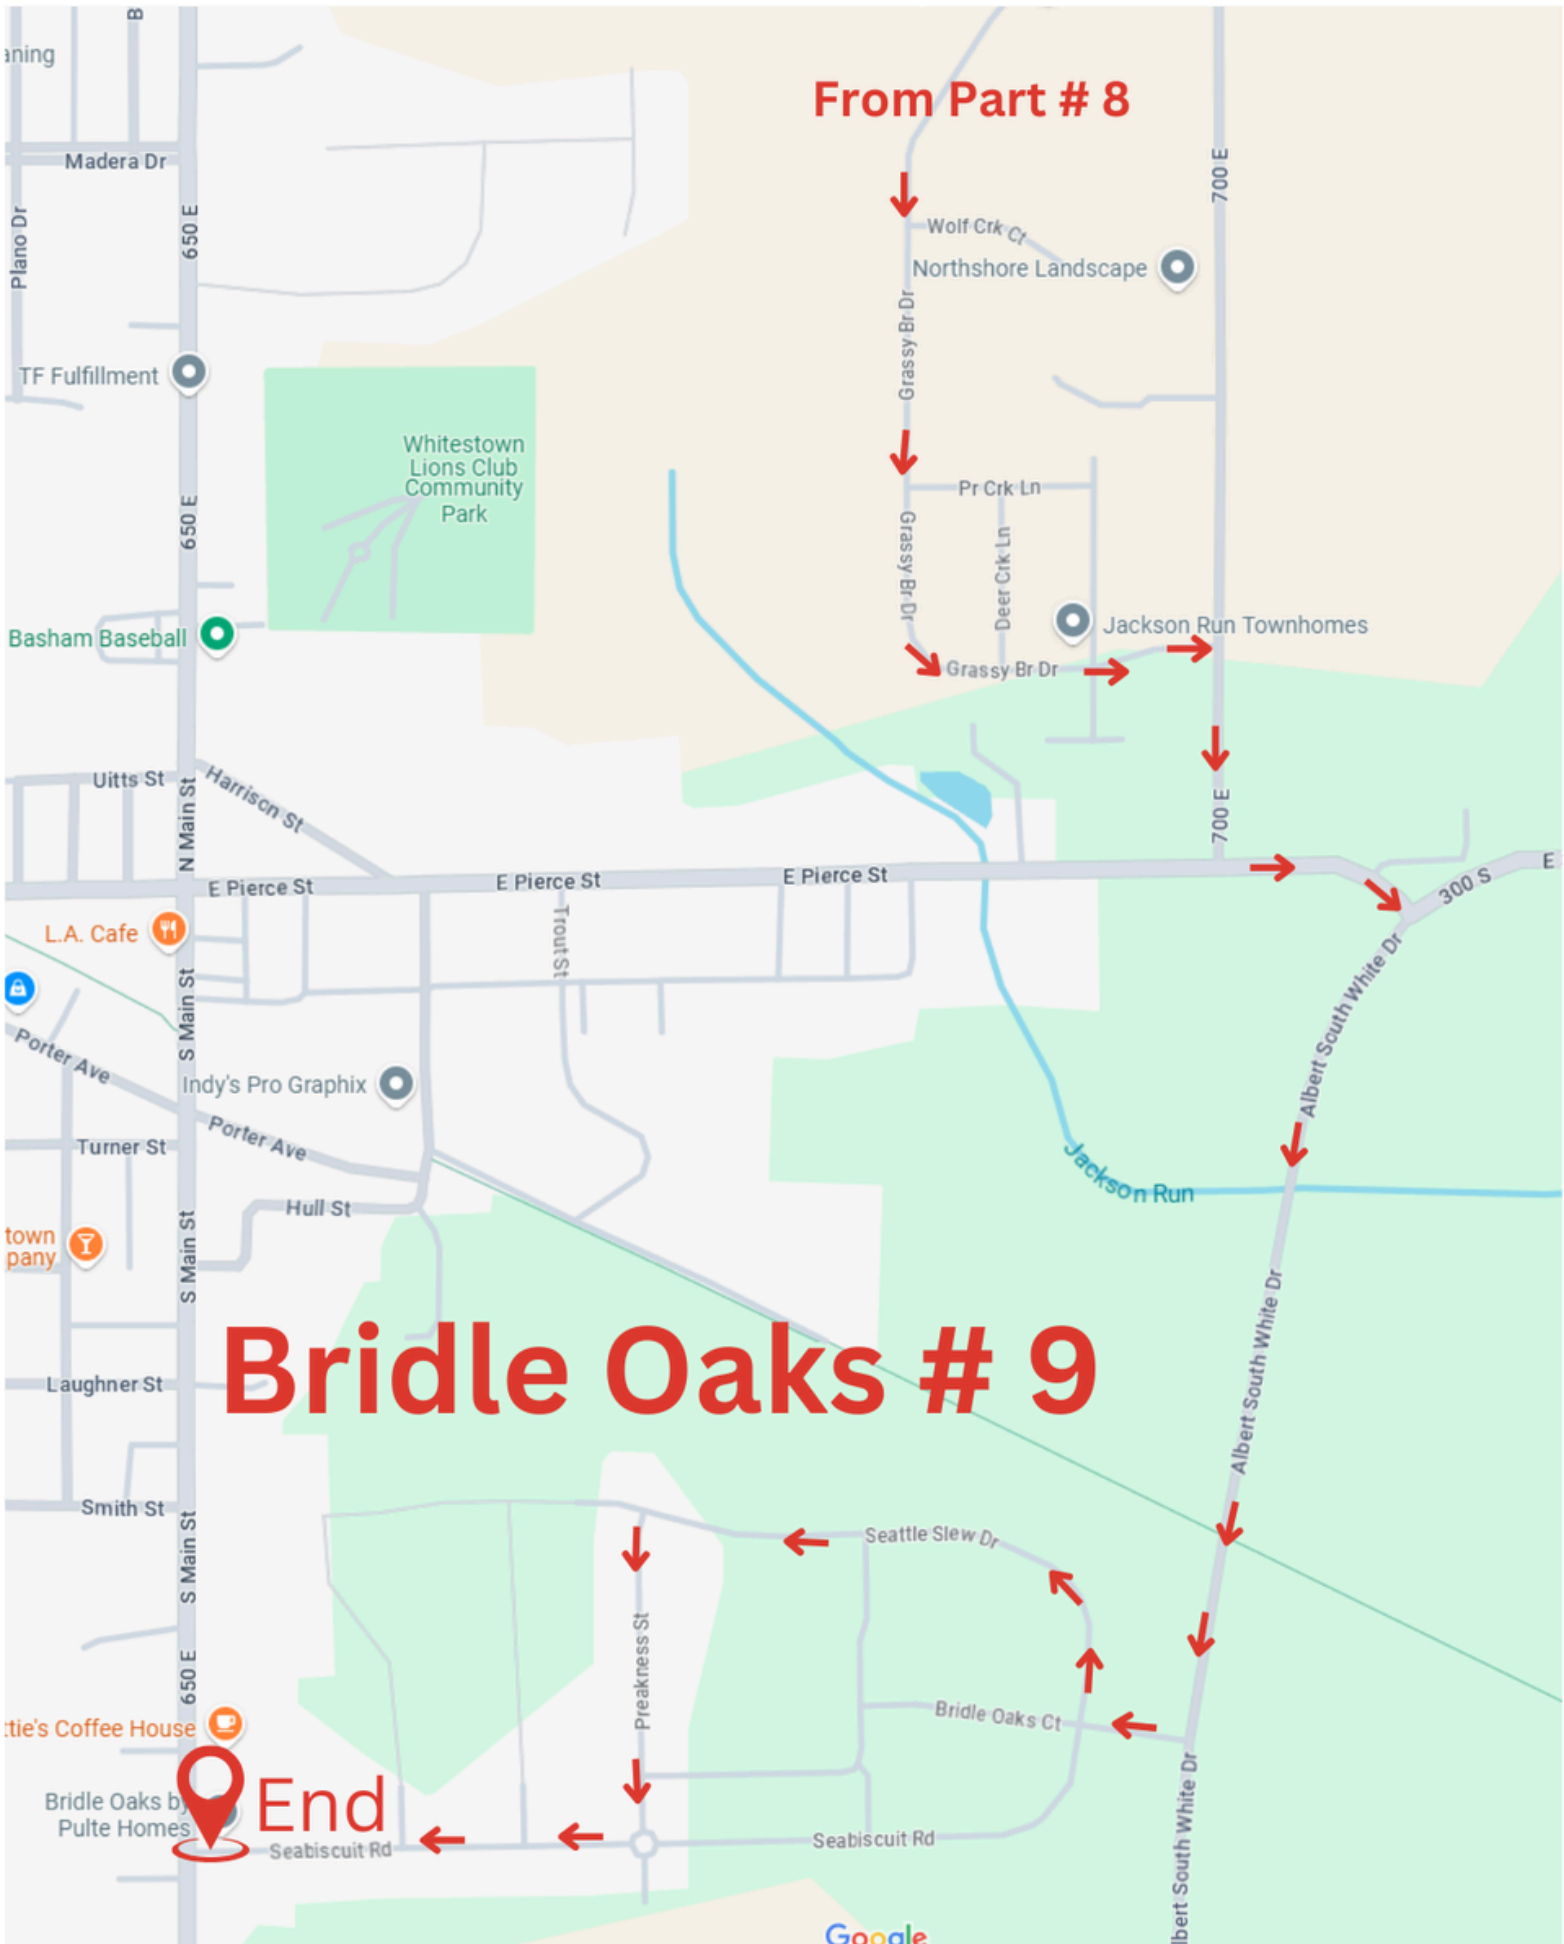 B
aning
From Part # 8
Madera Dr
700 E
Plano Dr
650 E
Wolf Crk Ct
Northshore Landscape
Grassy Br Dr
TF Fulfillment
Whitestown
Lions Club
Community
Park
650 E
Pr Crk Ln
Grassy Br Dr
Deer Crk Ln
Basham Baseball
Jackson Run Townhomes
Grassy Br Dr
Uitts St
Harrison St
N Main St
700 E
E Pierce St
E Pierce St
E Pierce St
E
300 S
L.A. Cafe
Trout St
Albert South White Dr
S Main St
Porter Ave
Indy's Pro Graphix
Porter Ave
Turner St
Jackson Run
Hull St
town
pany
S Main St
Albert South White Dr
Bridle Oaks # 9
Laughner St
Smith St
S Main St
Seattle Slew Dr
Preakness St
650 E
Bridle Oaks Ct
ttie's Coffee House
Bridle Oaks by
Pulte Homes
End
Seabiscuit Rd
Seabiscuit Rd
lbert South White Dr
Google